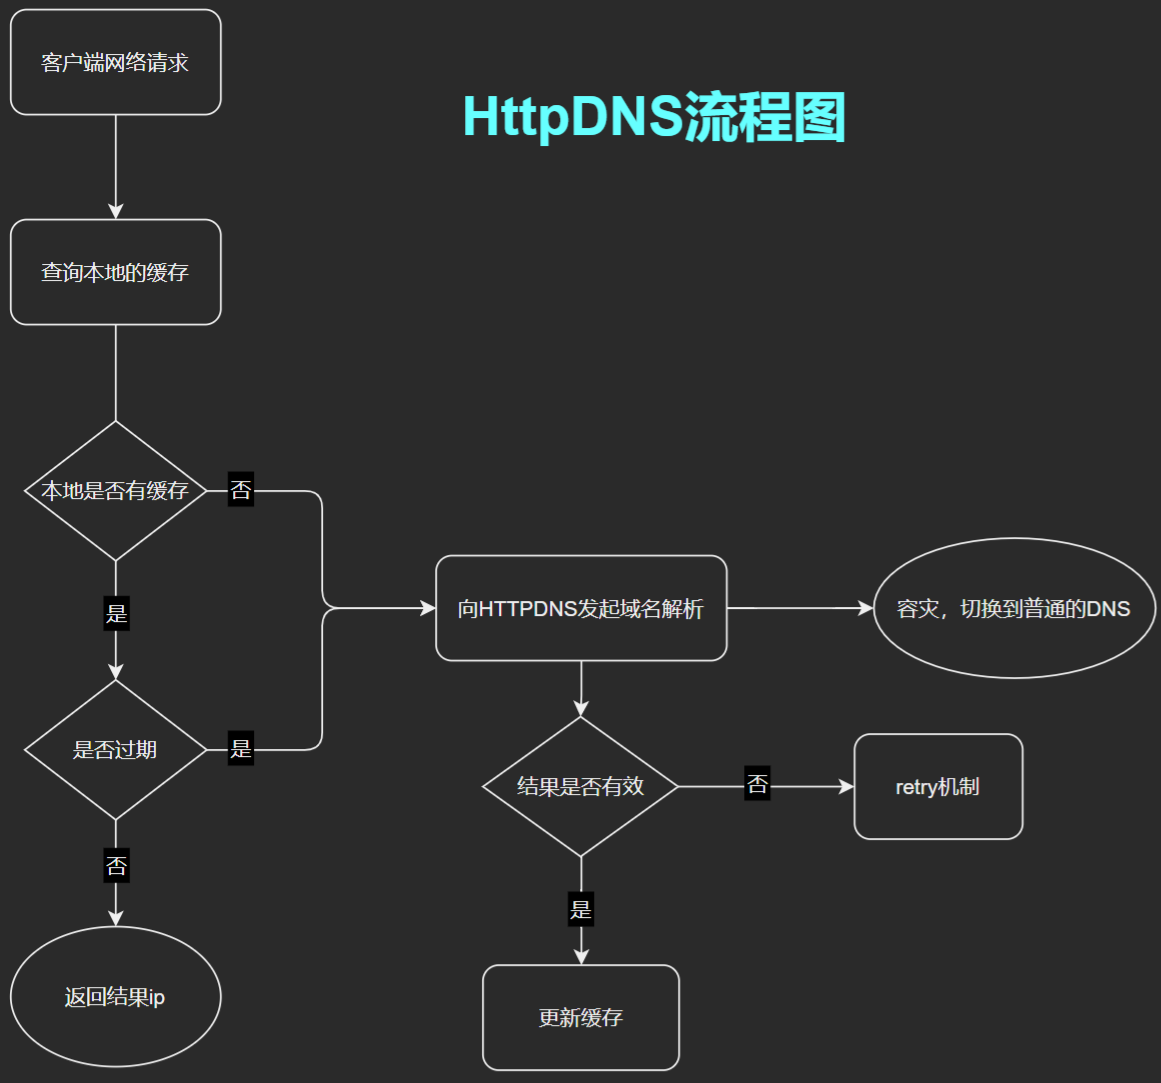 客户端网络请求
HttpDNS流程图
查询本地的缓存
本地是否有缓存
否
是
向HTTPDNS发起域名解析
容灾，切换到普通的DNS
是否过期
是
结果是否有效
否
retry机制
否
是
返回结果ip
更新缓存